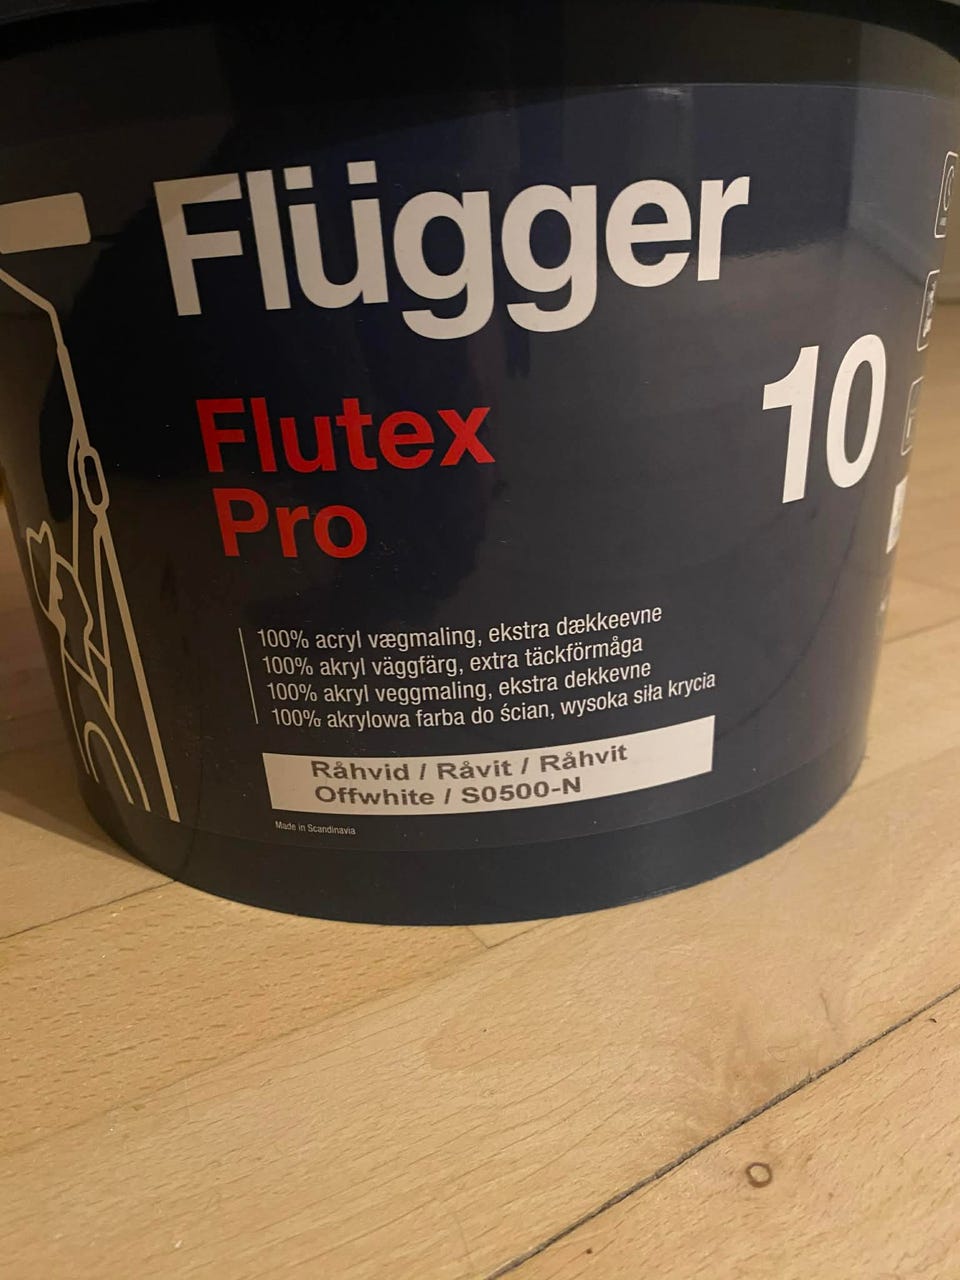 Flügger
10
Flutex
Pro
100% acryl vægmaling, ekstra dækkeevne
100% akryl väggfärg, extra täckförmåga
100% akryl veggmaling, ekstra dekkevne
100% akrylowa farba do ścian, wysoka siła krycia
Råhvid / Råvit / Råhvit
Offwhite / S0500-N
Made in Scandinavia